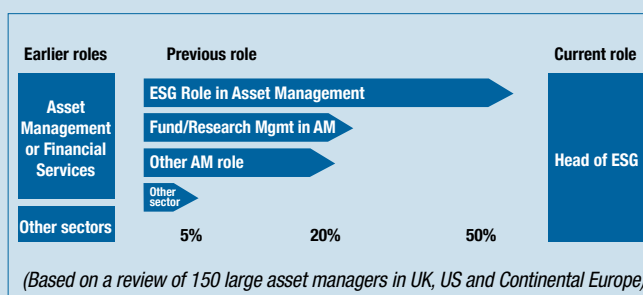 Earlier roles
Previous role
Current role
Asset
Management
or Financial
Services
Other sectors
ESG Role in Asset Management
Fund/Research Mgmt in AM
Other AM role
Other
sector
5%
20%
50%
Head of ESG
(Based on a review of 150 large asset managers in UK, US and Continental Europe)